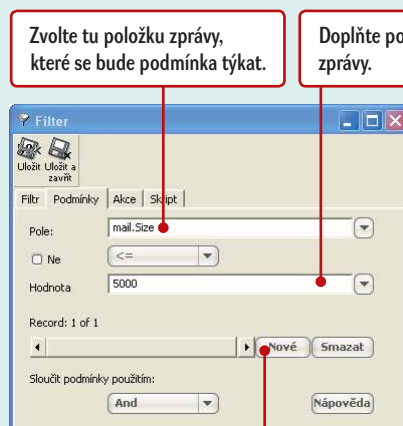 Zvolte tu položku zprávy,
které se bude podmínka týkat.
Doplňte po
zprávy.
Filter
Uložit Uložit a
zavřít
Filtr Podmínky Akce Skript
Pole: mail.Size
Ne <=
Hodnota 5000
Record: 1 of 1
Nové Smazat
Sloučit podmínky použitím:
And Nápověda